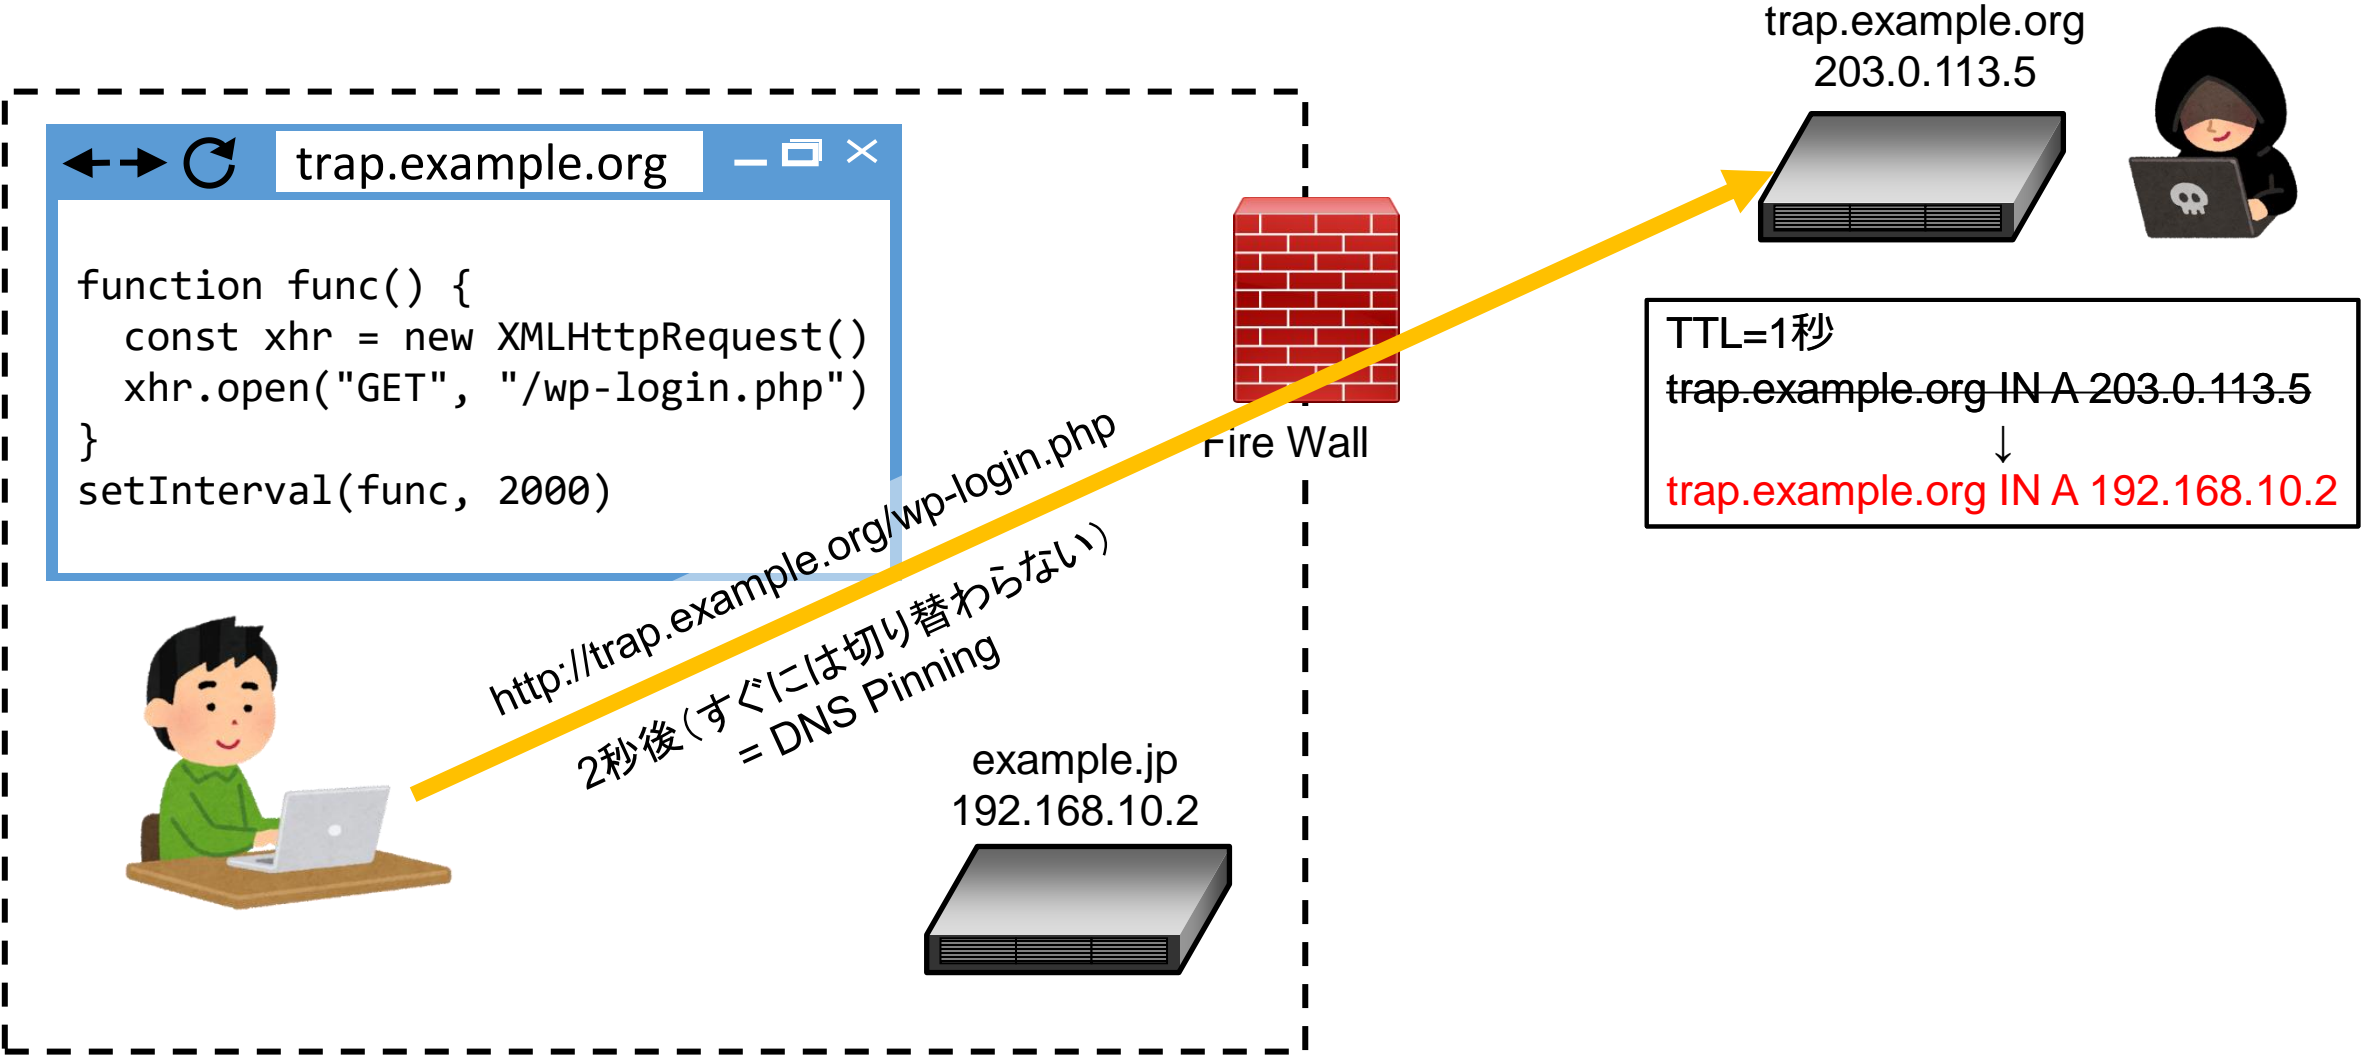 trap.example.org
203.0.113.5
trap.example.org
function func() {
const xhr = new XMLHttpRequest()
xhr.open("GET", "/wp-login.php")
}
setInterval(func, 2000)
Fire Wall
TTL=1秒
trap.example.org IN A 203.0.113.5
↓
trap.example.org IN A 192.168.10.2
http://trap.example.org/wp-login.php
2秒後（すぐには切り替わらない）
= DNS Pinning
example.jp
192.168.10.2